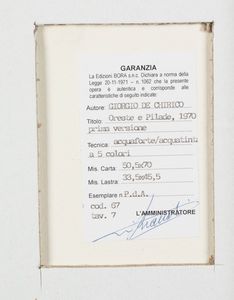 GARANZIA
La Edizioni BORA s.n.c. Dichiara a norma della
Legge 20-11-1971 - n. 1062 che la presente
opera è autentica e corrisponde alle
caratteristiche di seguito indicate:
Autore GIORGIO DE CHIRICO
Titolo Oreste e Pilade, 1970
prima versione
Tecnica acquaforte/acquatinta
a 5 colori
Mis. Carta 50,5x70
Mis. Lastra 33,5x45,5
Esemplare n P.d.A.
cod. 67
tav. 7 L'AMMINISTRATORE